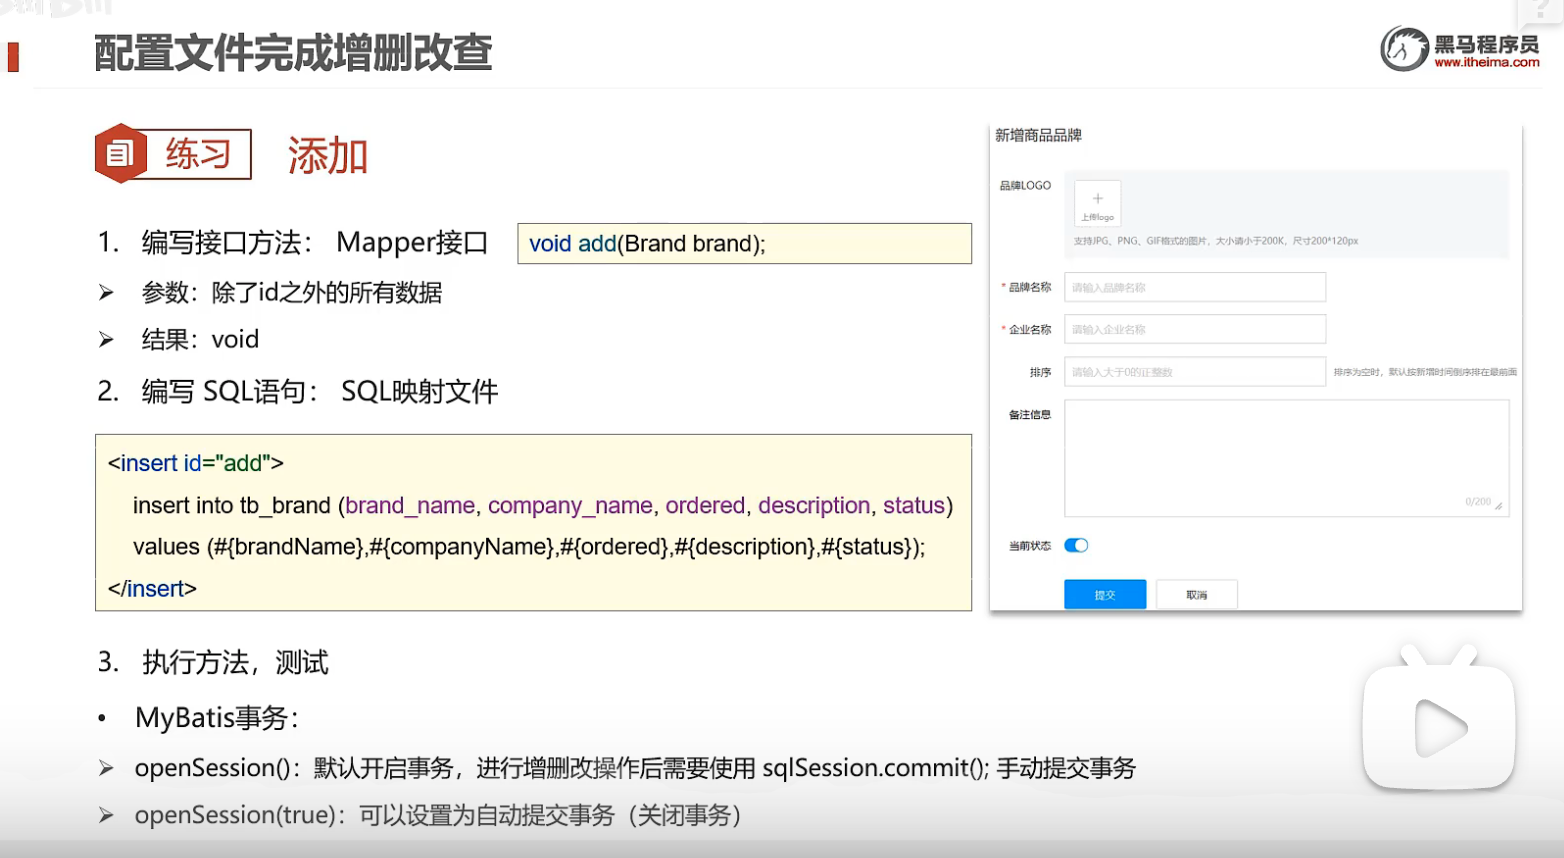 配置文件完成增删改查
黑马程序员
www.itheima.com
练习 添加
1. 编写接口方法： Mapper接口
void add(Brand brand);
➢ 参数：除了id之外的所有数据
➢ 结果：void
2. 编写 SQL语句： SQL映射文件
<insert id="add">
insert into tb_brand (brand_name, company_name, ordered, description, status)
values (#{brandName},#{companyName},#{ordered},#{description},#{status});
</insert>
3. 执行方法，测试
• MyBatis事务：
➢ openSession()：默认开启事务，进行增删改操作后需要使用 sqlSession.commit(); 手动提交事务
➢ openSession(true)：可以设置为自动提交事务（关闭事务）
新增商品品牌
品牌LOGO
+
上传logo
支持JPG、PNG、GIF格式的图片，大小请小于200K，尺寸200*120px
* 品牌名称 请输入品牌名称
* 企业名称 请输入企业名称
排序 请输入大于0的正整数 排序为空时，默认按新增时间倒序排在最前面
备注信息
0/200
当前状态
提交 取消